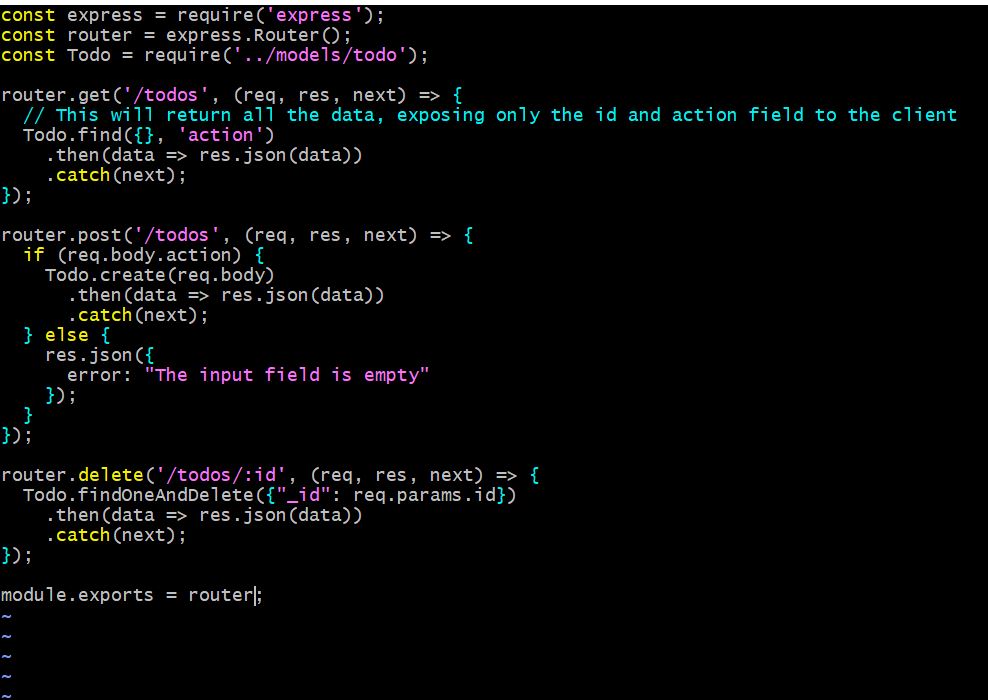 const express = require('express');
const router = express.Router();
const Todo = require('../models/todo');

router.get('/todos', (req, res, next) => {
  // This will return all the data, exposing only the id and action field to the client
  Todo.find({}, 'action')
    .then(data => res.json(data))
    .catch(next);
});

router.post('/todos', (req, res, next) => {
  if (req.body.action) {
    Todo.create(req.body)
      .then(data => res.json(data))
      .catch(next);
  } else {
    res.json({
      error: "The input field is empty"
    });
  }
});

router.delete('/todos/:id', (req, res, next) => {
  Todo.findOneAndDelete({"_id": req.params.id})
    .then(data => res.json(data))
    .catch(next);
});

module.exports = router;
~
~
~
~
~